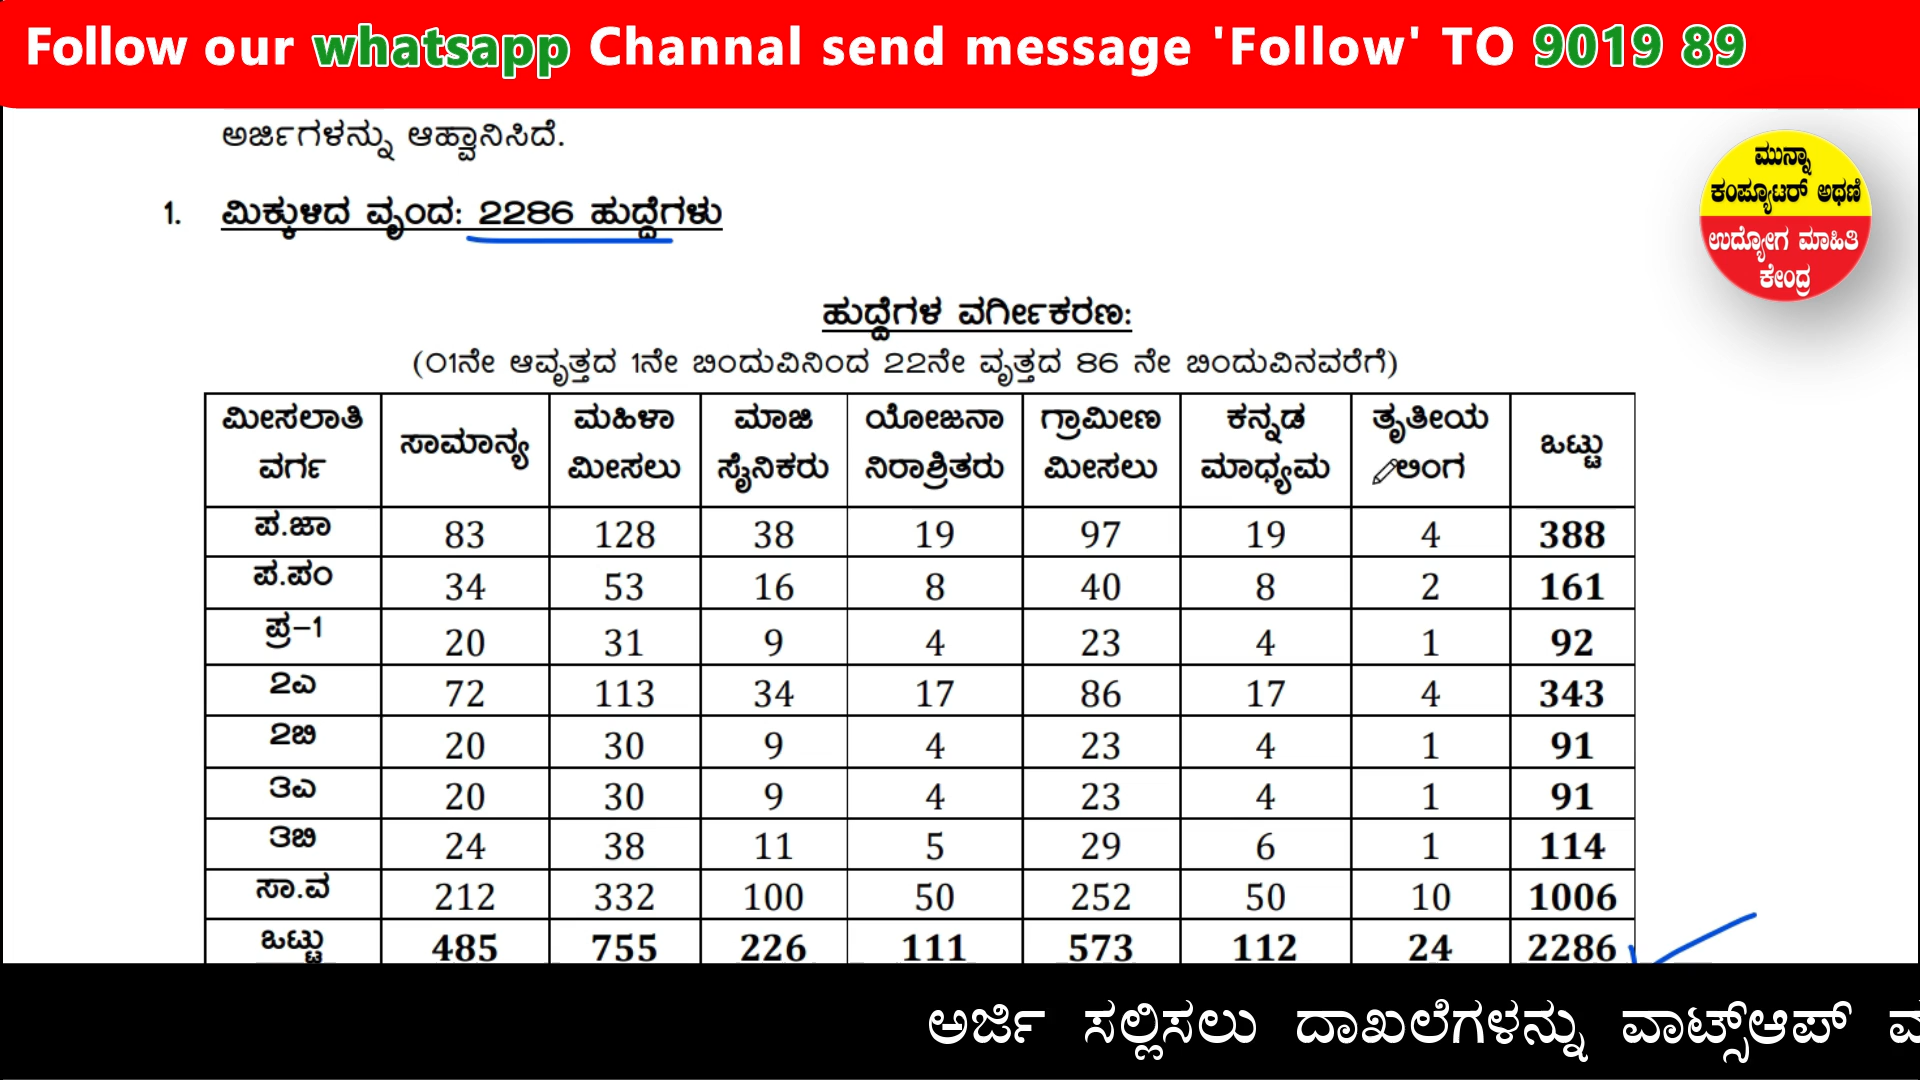 Follow our whatsapp Channal send message 'Follow' TO 9019 89
ಅರ್ಜಿಗಳನ್ನು ಆಹ್ವಾನಿಸಿದೆ.
ಮುನ್ನಾ
ಕಂಪ್ಯೂಟರ್ ಅಥಣಿ
ಉದ್ಯೋಗ ಮಾಹಿತಿ
ಕೇಂದ್ರ
1. ಮಿಕ್ಕುಳಿದ ವೃಂದ: 2286 ಹುದ್ದೆಗಳು
ಹುದ್ದೆಗಳ ವರ್ಗೀಕರಣ:
(01ನೇ ಆವೃತ್ತದ 1ನೇ ಬಿಂದುವಿನಿಂದ 22ನೇ ವೃತ್ತದ 86 ನೇ ಬಿಂದುವಿನವರೆಗೆ)
ಮೀಸಲಾತಿ ವರ್ಗ ಸಾಮಾನ್ಯ ಮಹಿಳಾ ಮೀಸಲು ಮಾಜಿ ಸೈನಿಕರು ಯೋಜನಾ ನಿರಾಶ್ರಿತರು ಗ್ರಾಮೀಣ ಮೀಸಲು ಕನ್ನಡ ಮಾಧ್ಯಮ ತೃತೀಯ ಲಿಂಗ ಒಟ್ಟು
ಪ.ಜಾ 83 128 38 19 97 19 4 388
ಪ.ಪಂ 34 53 16 8 40 8 2 161
ಪ್ರ-1 20 31 9 4 23 4 1 92
2ಎ 72 113 34 17 86 17 4 343
2ಬಿ 20 30 9 4 23 4 1 91
3ಎ 20 30 9 4 23 4 1 91
3ಬಿ 24 38 11 5 29 6 1 114
ಸಾ.ವ 212 332 100 50 252 50 10 1006
ಒಟ್ಟು 485 755 226 111 573 112 24 2286
ಅರ್ಜಿ ಸಲ್ಲಿಸಲು ದಾಖಲೆಗಳನ್ನು ವಾಟ್ಸ್ಆಪ್